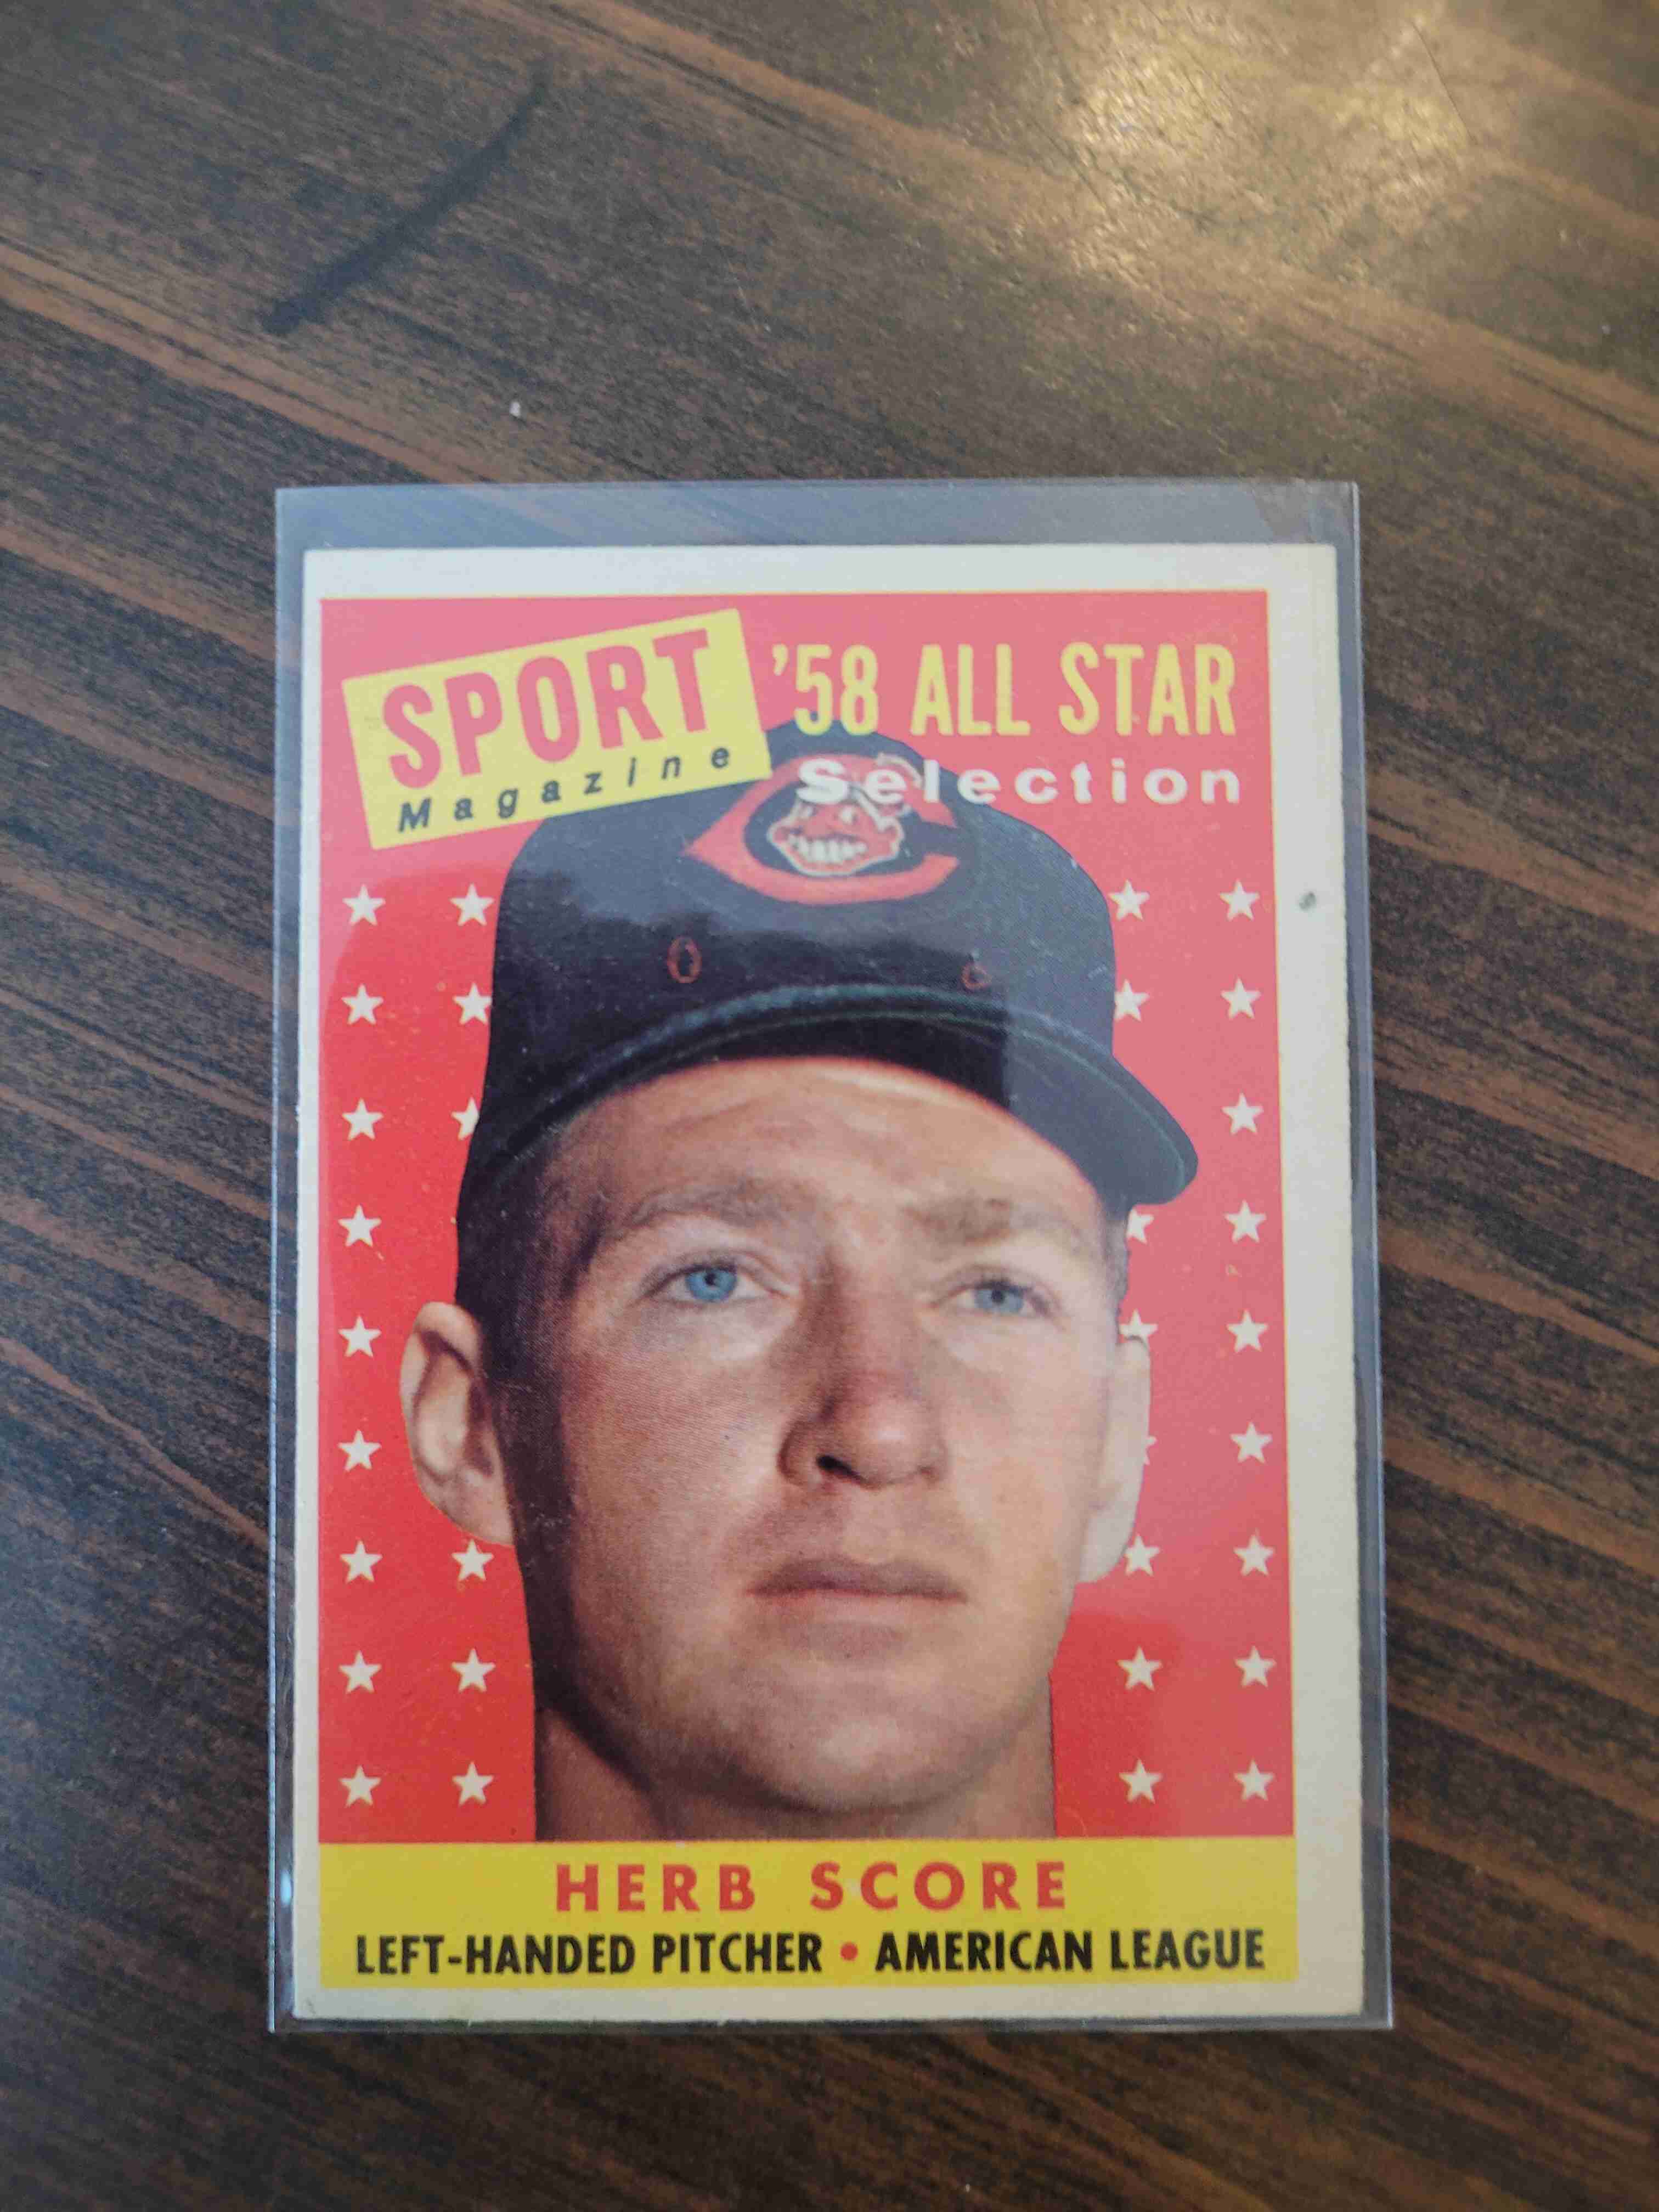 SPORT
Magazine
'58 ALL STAR
Selection
HERB SCORE
LEFT-HANDED PITCHER • AMERICAN LEAGUE